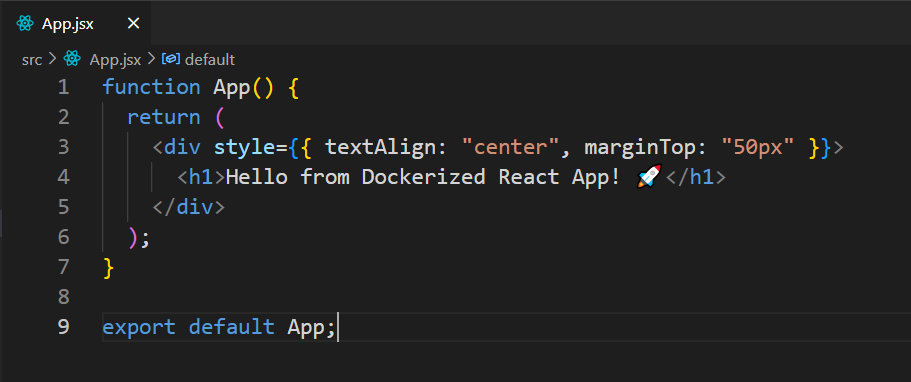 App.jsx ×
src > App.jsx > default
1 function App() {
2   return (
3     <div style={{ textAlign: "center", marginTop: "50px" }}>
4       <h1>Hello from Dockerized React App! 🚀</h1>
5     </div>
6   );
7 }
8
9 export default App;